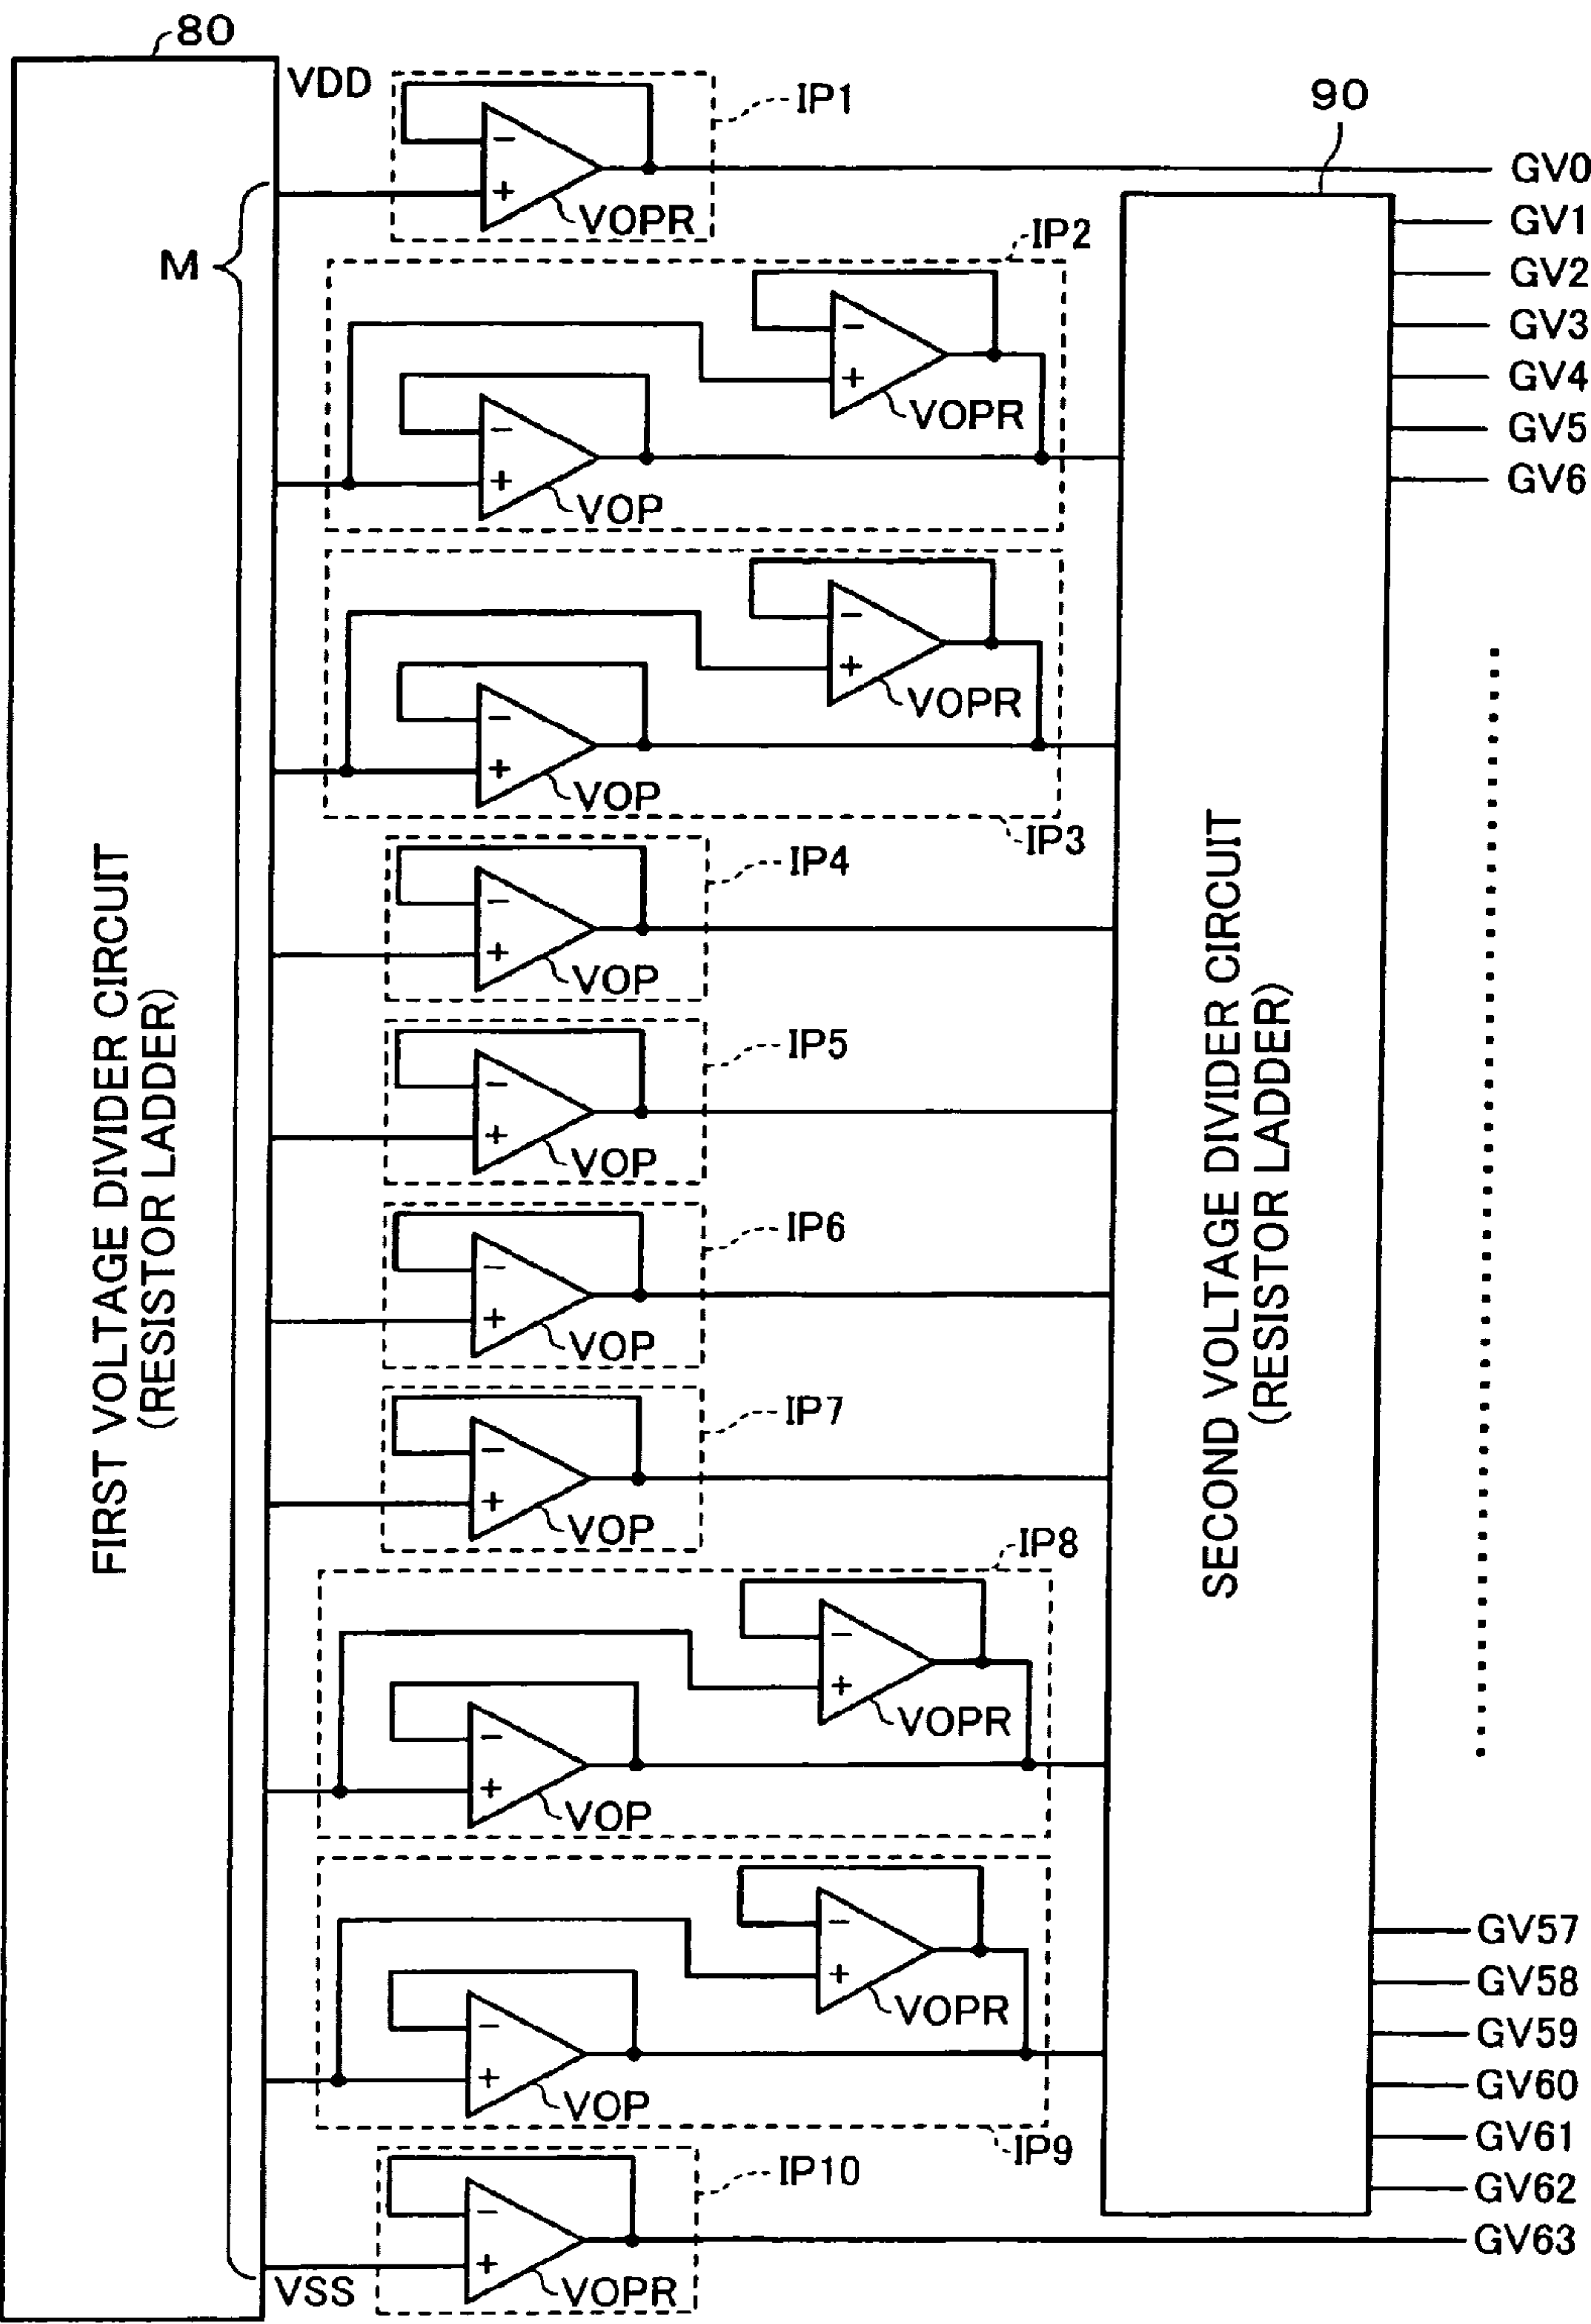 80
VDD
IP1
90
−
+
VOPR
GV0
GV1
M
IP2
GV2
−
+
VOPR
GV3
GV4
−
+
VOP
GV5
GV6
−
+
VOPR
−
+
VOP
IP3
IP4
−
+
VOP
IP5
−
+
VOP
IP6
−
+
VOP
IP7
−
+
VOP
FIRST VOLTAGE DIVIDER CIRCUIT
(RESISTOR LADDER)
SECOND VOLTAGE DIVIDER CIRCUIT
(RESISTOR LADDER)
IP8
−
+
VOPR
−
+
VOP
−
+
VOPR
−
+
VOP
IP9
GV57
GV58
GV59
GV60
GV61
GV62
IP10
−
+
VOPR
GV63
VSS